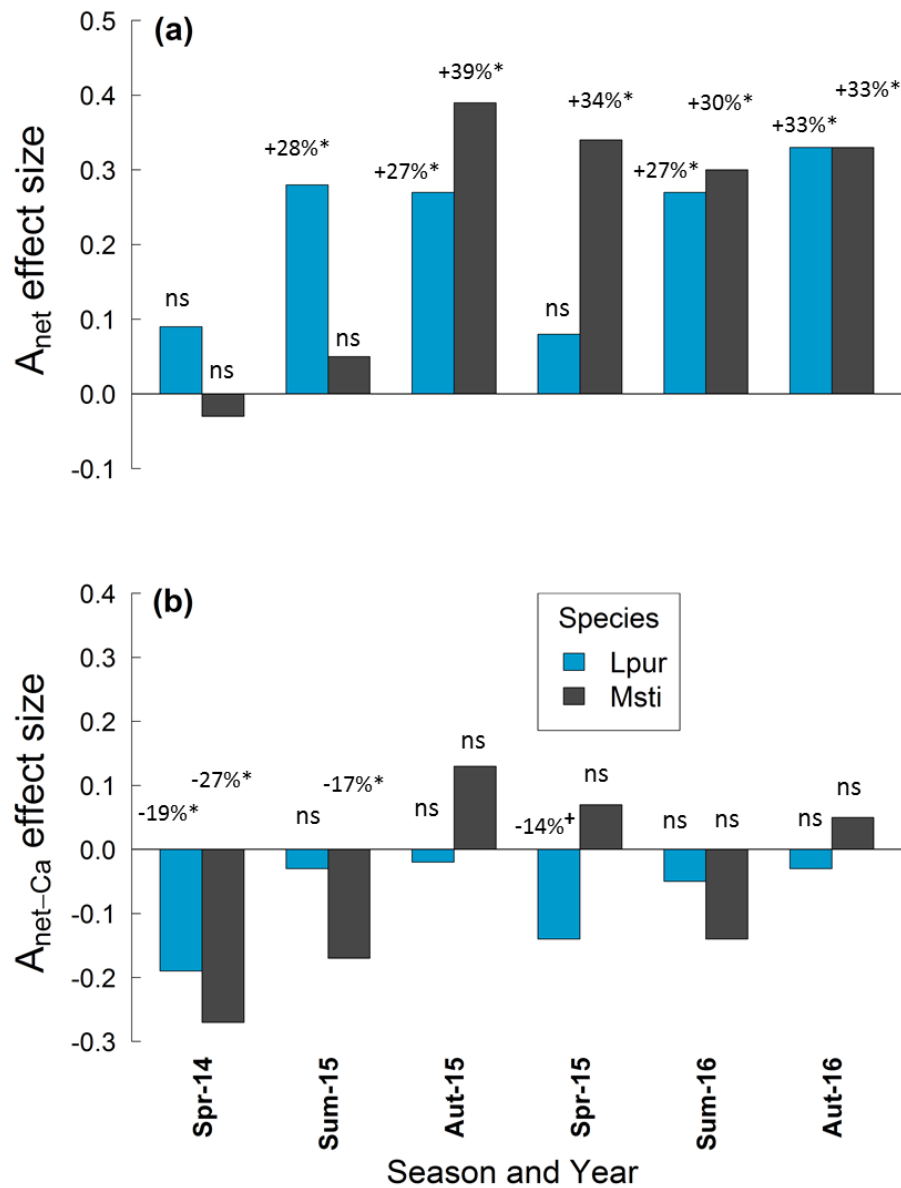 (a)
A_net effect size
0.5
0.4
0.3
0.2
0.1
0.0
-0.1
ns
ns
+28%*
ns
+27%*
+39%*
ns
+34%*
+27%*
+30%*
+33%*
+33%*
(b)
A_net−Ca effect size
0.4
0.3
0.2
0.1
0.0
-0.1
-0.2
-0.3
Species
Lpur
Msti
-19%*
-27%*
ns
-17%*
ns
ns
-14%+
ns
ns
ns
ns
ns
Spr-14
Sum-15
Aut-15
Spr-15
Sum-16
Aut-16
Season and Year